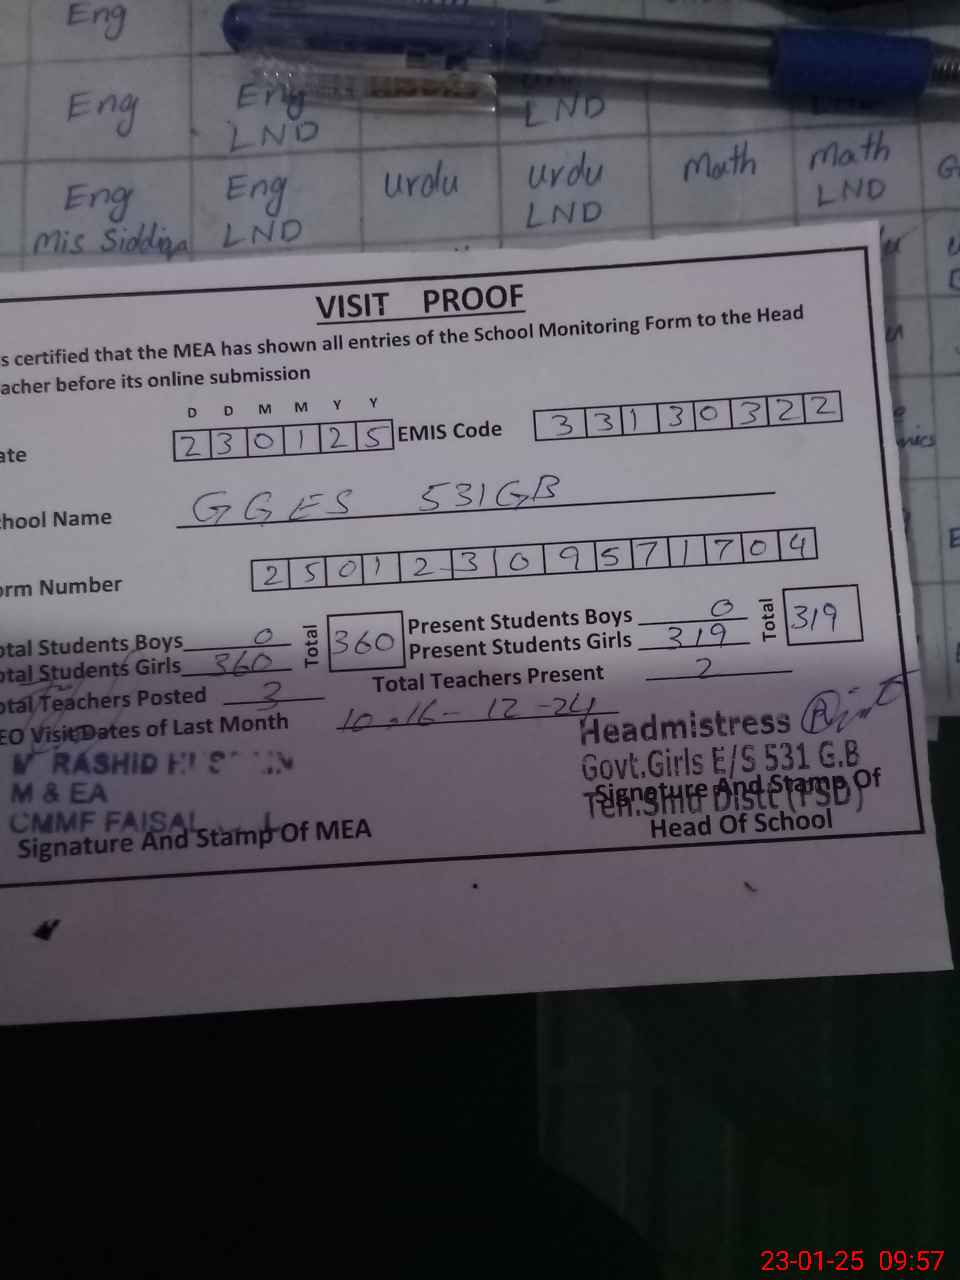 Eng
Eng Eng LND
LND LND
Eng Eng urdu urdu Math Math
LND LND LND
Mis Siddiqa
VISIT PROOF
s certified that the MEA has shown all entries of the School Monitoring Form to the Head
acher before its online submission
D D M M Y Y
ate 2 3 0 1 2 5 EMIS Code 3 3 1 3 0 3 2 2
chool Name GGES 531GB
orm Number 2 5 0 1 2 3 0 9 5 7 1 7 0 4
otal Students Boys 0 Total 360 Present Students Boys 0 Total 319
otal Students Girls 360 Present Students Girls 319
otal Teachers Posted 3 Total Teachers Present 2
EO Visit Dates of Last Month 10-16-12-24
Headmistress
Govt.Girls E/S 531 G.B
RASHID
M & EA
CMMF FAISAL
Signature And Stamp Of MEA
Signature And Stamp Of
Head Of School
23-01-25 09:57